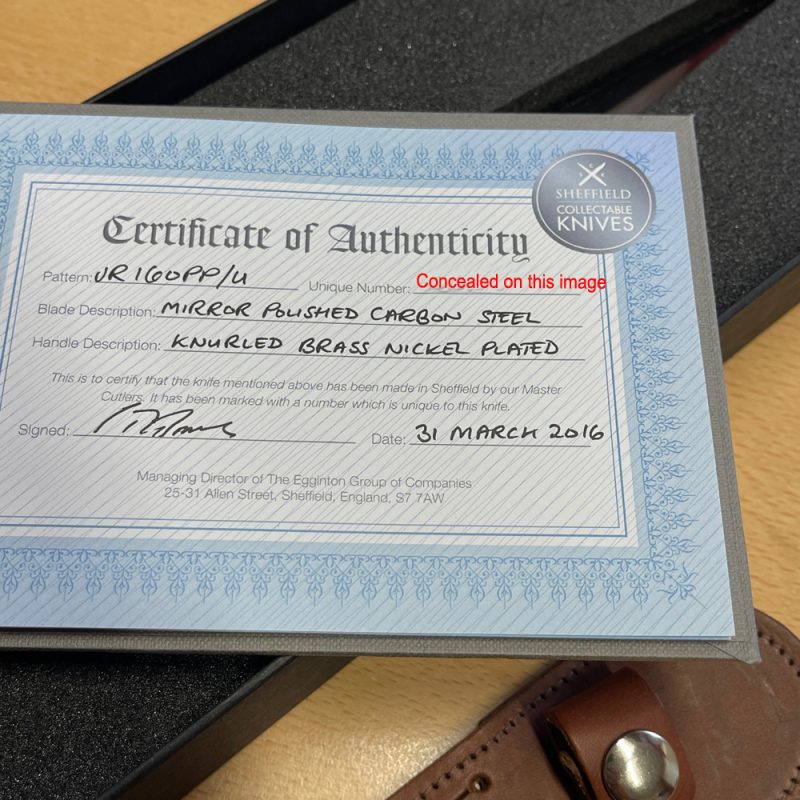 SHEFFIELD
COLLECTABLE
KNIVES
Certificate of Authenticity
Pattern: JR160PP/U Unique Number: Concealed on this image
Blade Description: MIRROR POLISHED CARBON STEEL
Handle Description: KNURLED BRASS NICKEL PLATED
This is to certify that the knife mentioned above has been made in Sheffield by our Master
Cutlers. It has been marked with a number which is unique to this knife.
Signed: Date: 31 MARCH 2016
Managing Director of The Egginton Group of Companies
25-31 Allen Street, Sheffield, England, S7 7AW